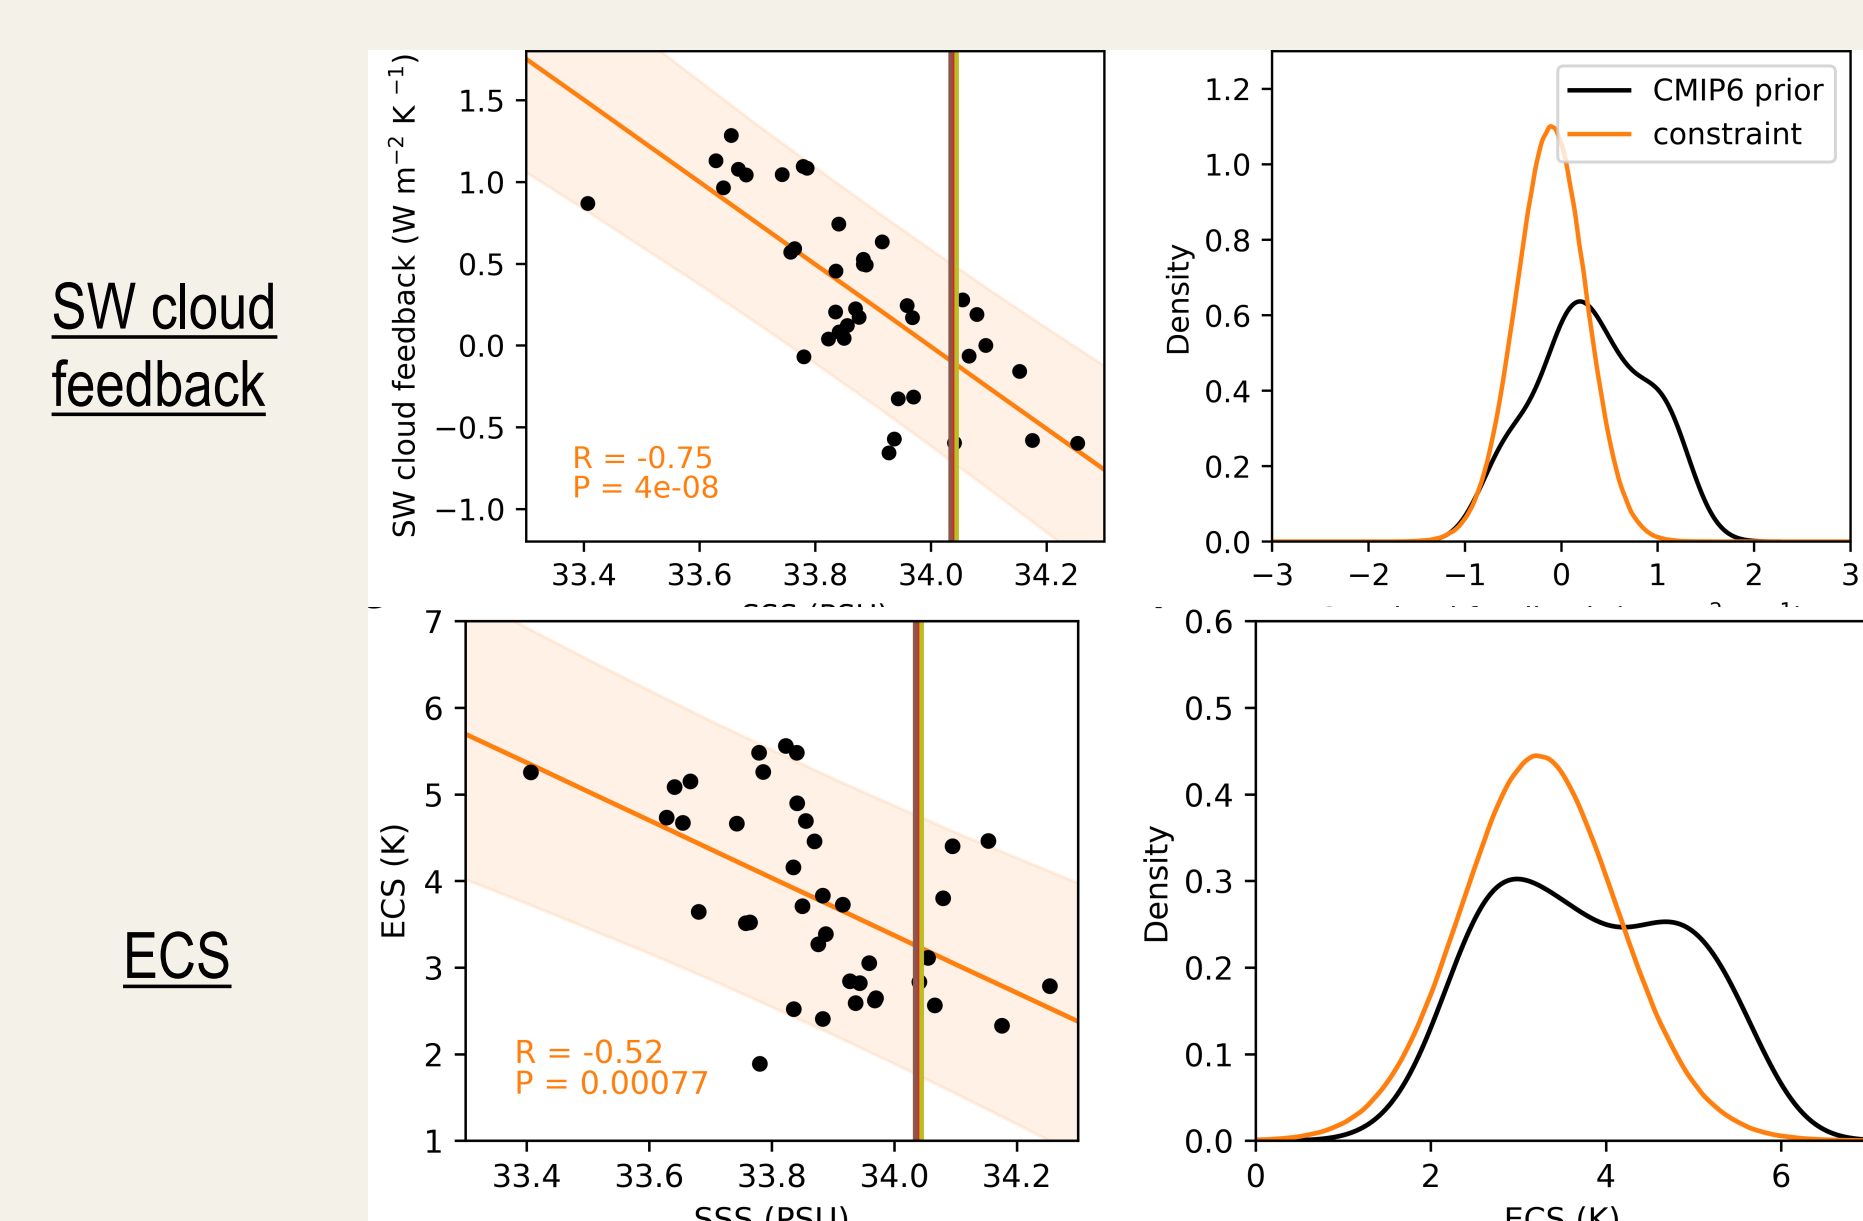 SW cloud
feedback
SW cloud feedback (W m−2 K −1)
1.5
1.0
0.5
0.0
−0.5
−1.0
R = -0.75
P = 4e-08
33.4 33.6 33.8 34.0 34.2
Density
1.2
1.0
0.8
0.6
0.4
0.2
0.0
CMIP6 prior
constraint
−3 −2 −1 0 1 2 3
ECS
ECS (K)
7
6
5
4
3
2
1
R = -0.52
P = 0.00077
33.4 33.6 33.8 34.0 34.2
SSS (PSU)
Density
0.6
0.5
0.4
0.3
0.2
0.1
0.0
0 2 4 6
ECS (K)